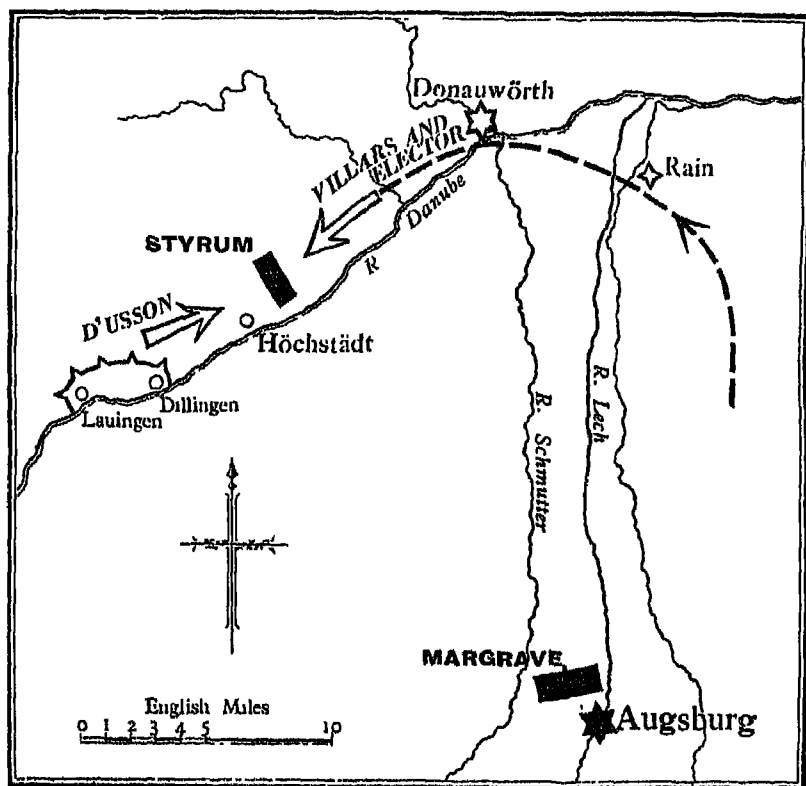 Donauwörth
VILLARS AND
ELECTOR
Rain
R Danube
STYRUM
D'USSON
Höchstädt
Lauingen
Dillingen
R. Schmutter
R. Lech
MARGRAVE
Augsburg
English Miles
0 1 2 3 4 5 10